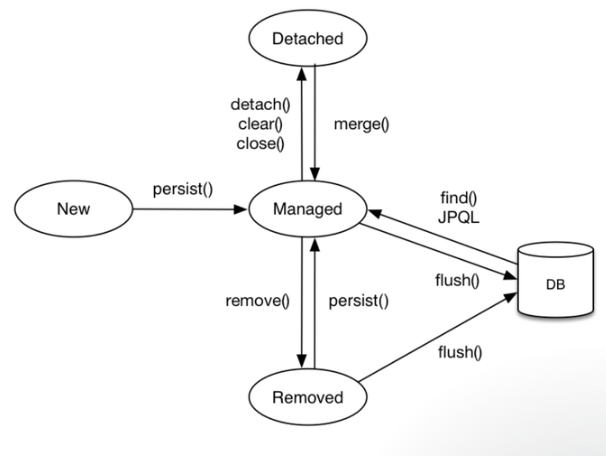 Detached
detach()
clear()
close()
merge()
persist()
New
Managed
find()
JPQL
flush()
DB
remove()
persist()
flush()
Removed